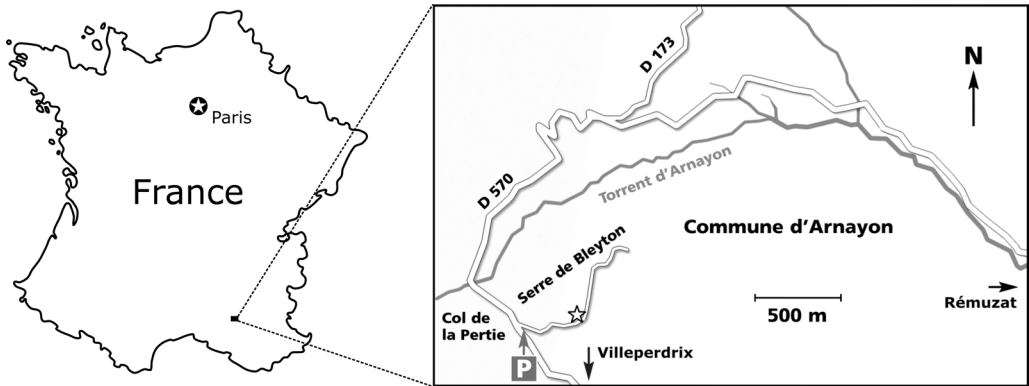 Paris
France
D 173
N
D 570
Torrent d'Arnayon
Commune d'Arnayon
Serre de Bleyton
500 m
Rémuzat
Col de
la Pertie
P
Villeperdrix